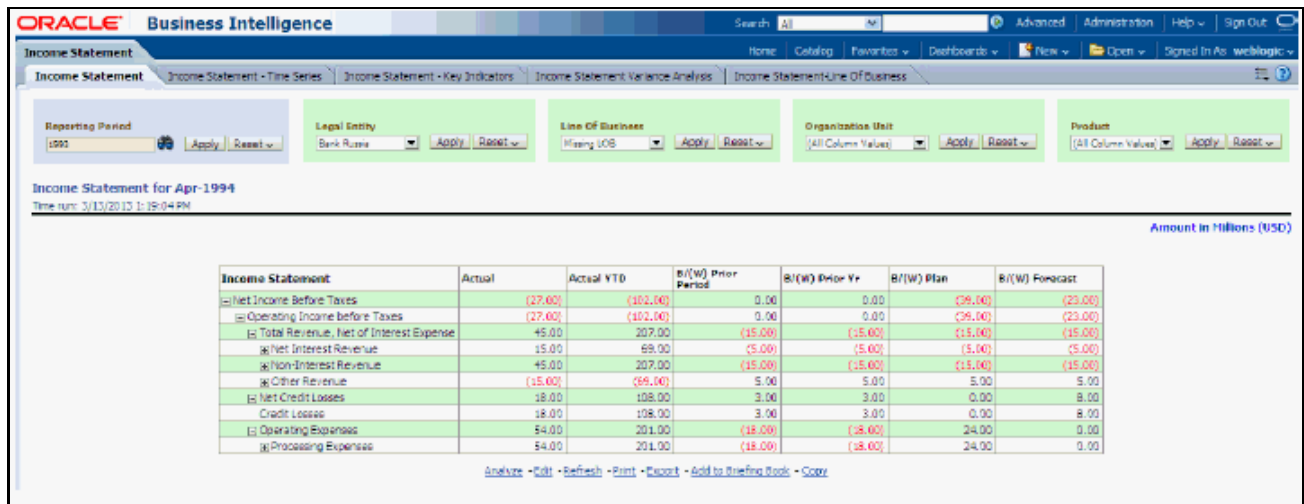 ORACLE Business Intelligence Search All Advanced Administration Help Sign Out
Income Statement Home Catalog Favorites Dashboards New Open Signed In As weblogic
Income Statement Income Statement - Time Series Income Statement - Key Indicators Income Statement Variance Analysis Income Statement-Line Of Business
Reporting Period Legal Entity Line Of Business Organization Unit Product
Apply Reset Bank Russia Apply Reset Missing LOB Apply Reset (All Column Values) Apply Reset (All Column Values) Apply Reset
Income Statement for Apr-1994
Time run: 3/13/2013 1:19:04 PM
Amount in Millions (USD)
Income Statement Actual Actual YTD B/(W) Prior Period B/(W) Prior Yr B/(W) Plan B/(W) Forecast
Net Income Before Taxes (27.00) (102.00) 0.00 0.00 (39.00) (23.00)
Operating Income before Taxes (27.00) (102.00) 0.00 0.00 (39.00) (23.00)
Total Revenue, Net of Interest Expense 45.00 207.00 (15.00) (15.00) (15.00) (15.00)
Net Interest Revenue 15.00 69.00 (5.00) (5.00) (5.00) (5.00)
Non-Interest Revenue 45.00 207.00 (15.00) (15.00) (15.00) (15.00)
Other Revenue (15.00) (69.00) 5.00 5.00 5.00 5.00
Net Credit Losses 18.00 108.00 3.00 3.00 0.00 8.00
Credit Losses 18.00 108.00 3.00 3.00 0.00 8.00
Operating Expenses 54.00 201.00 (18.00) (18.00) 24.00 0.00
Processing Expenses 54.00 201.00 (18.00) (18.00) 24.00 0.00
Analyze - Edit - Refresh - Print - Export - Add to Briefing Book - Copy